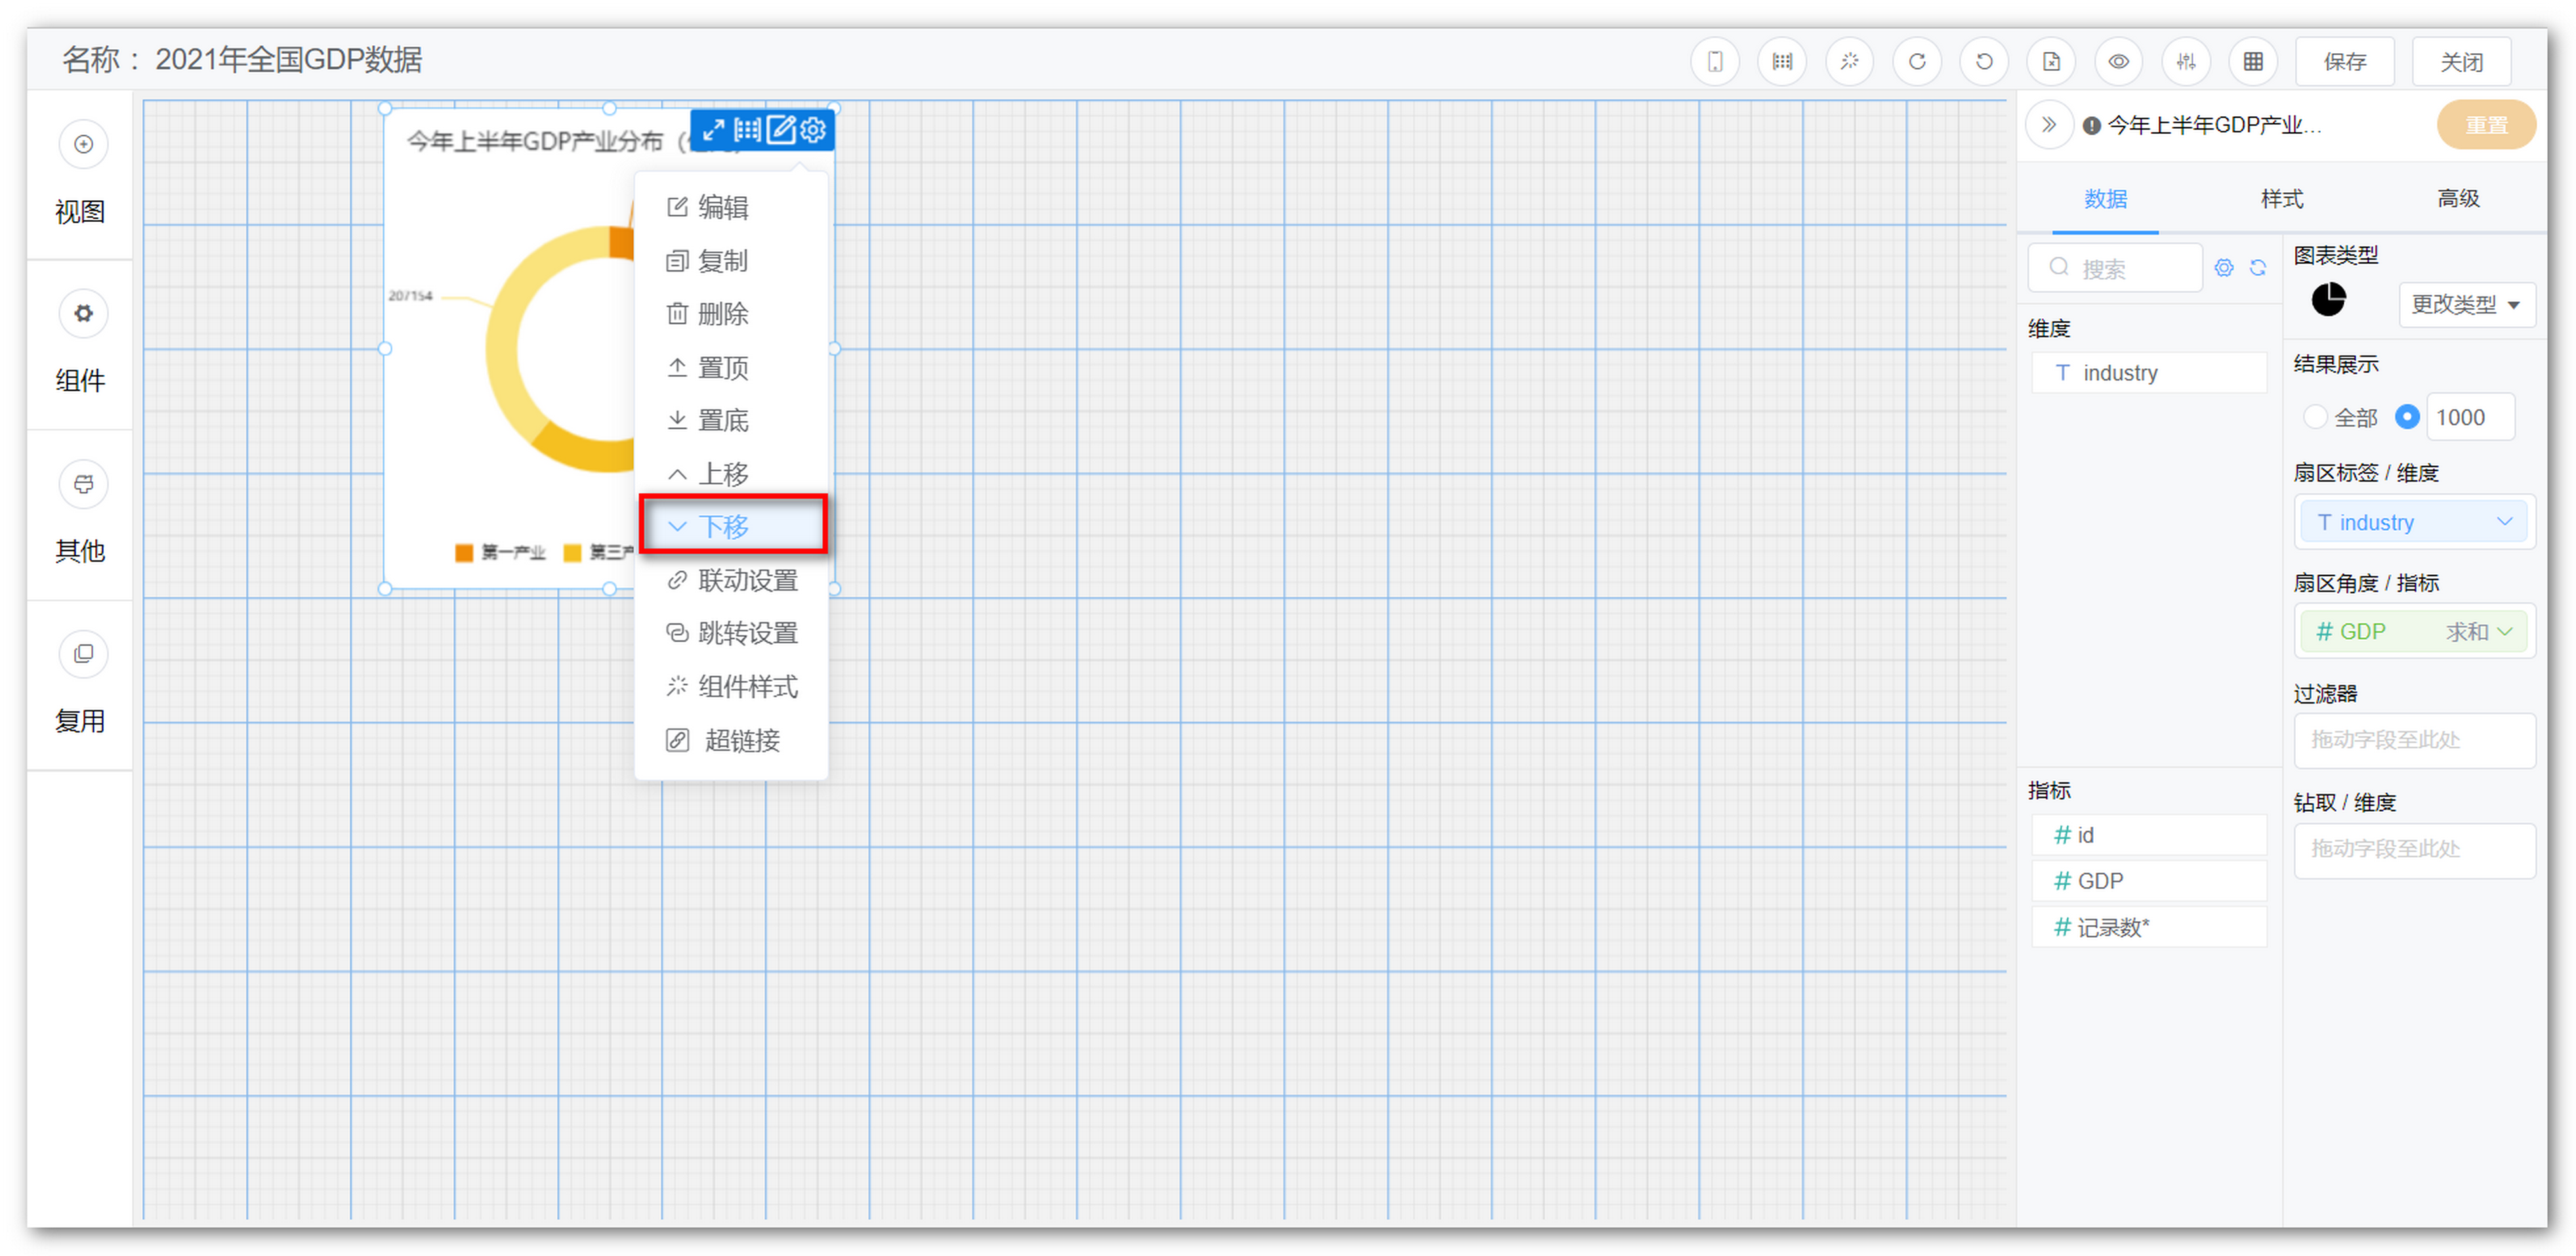 名称： 2021年全国GDP数据
保存
关闭
视图
组件
其他
复用
今年上半年GDP产业分布（
207154
第一产业
第三产
编辑
复制
删除
置顶
置底
上移
下移
联动设置
跳转设置
组件样式
超链接
今年上半年GDP产业...
重置
数据
样式
高级
搜索
维度
T industry
指标
# id
# GDP
# 记录数*
图表类型
更改类型
结果展示
全部
1000
扇区标签 / 维度
T industry
扇区角度 / 指标
# GDP 求和
过滤器
拖动字段至此处
钻取 / 维度
拖动字段至此处